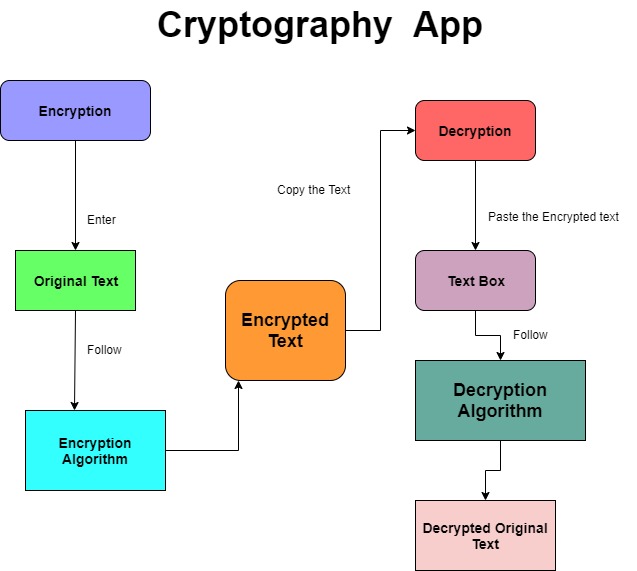 Cryptography App
Encryption
Enter
Original Text
Follow
Encryption
Algorithm
Encrypted
Text
Copy the Text
Decryption
Paste the Encrypted text
Text Box
Follow
Decryption
Algorithm
Decrypted Original
Text